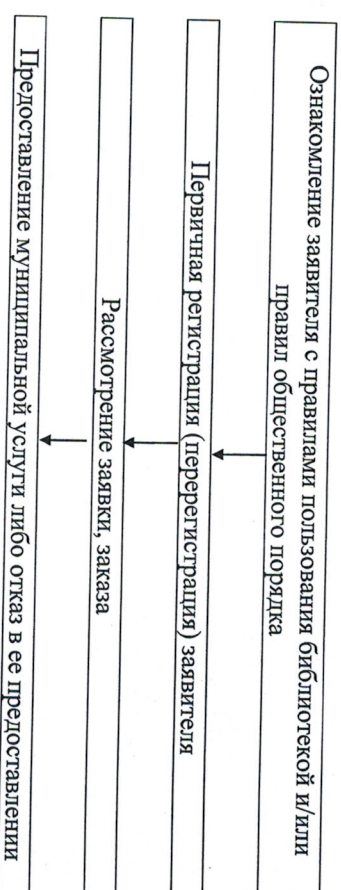 Ознакомление заявителя с правилами пользования библиотекой и/или
правил общественного порядка
Первичная регистрация (перерегистрация) заявителя
Рассмотрение заявки, заказа
Предоставление муниципальной услуги либо отказ в ее предоставлении